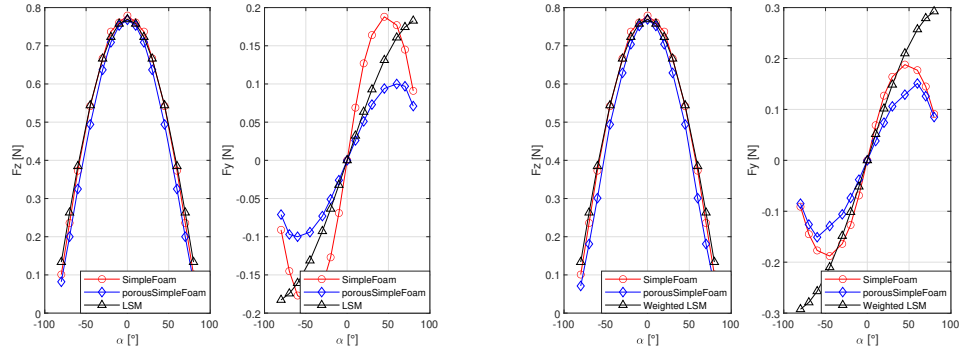 0.8
0.7
0.6
0.5
0.4
0.3
0.2
0.1
0
Fz [N]
-100 -50 0 50 100
α [°]
SimpleFoam
porousSimpleFoam
LSM
0.2
0.15
0.1
0.05
0
-0.05
-0.1
-0.15
-0.2
Fy [N]
-100 -50 0 50 100
α [°]
SimpleFoam
porousSimpleFoam
LSM
0.8
0.7
0.6
0.5
0.4
0.3
0.2
0.1
0
Fz [N]
-100 -50 0 50 100
α [°]
SimpleFoam
porousSimpleFoam
Weighted LSM
0.3
0.2
0.1
0
-0.1
-0.2
-0.3
Fy [N]
-100 -50 0 50 100
α [°]
SimpleFoam
porousSimpleFoam
Weighted LSM